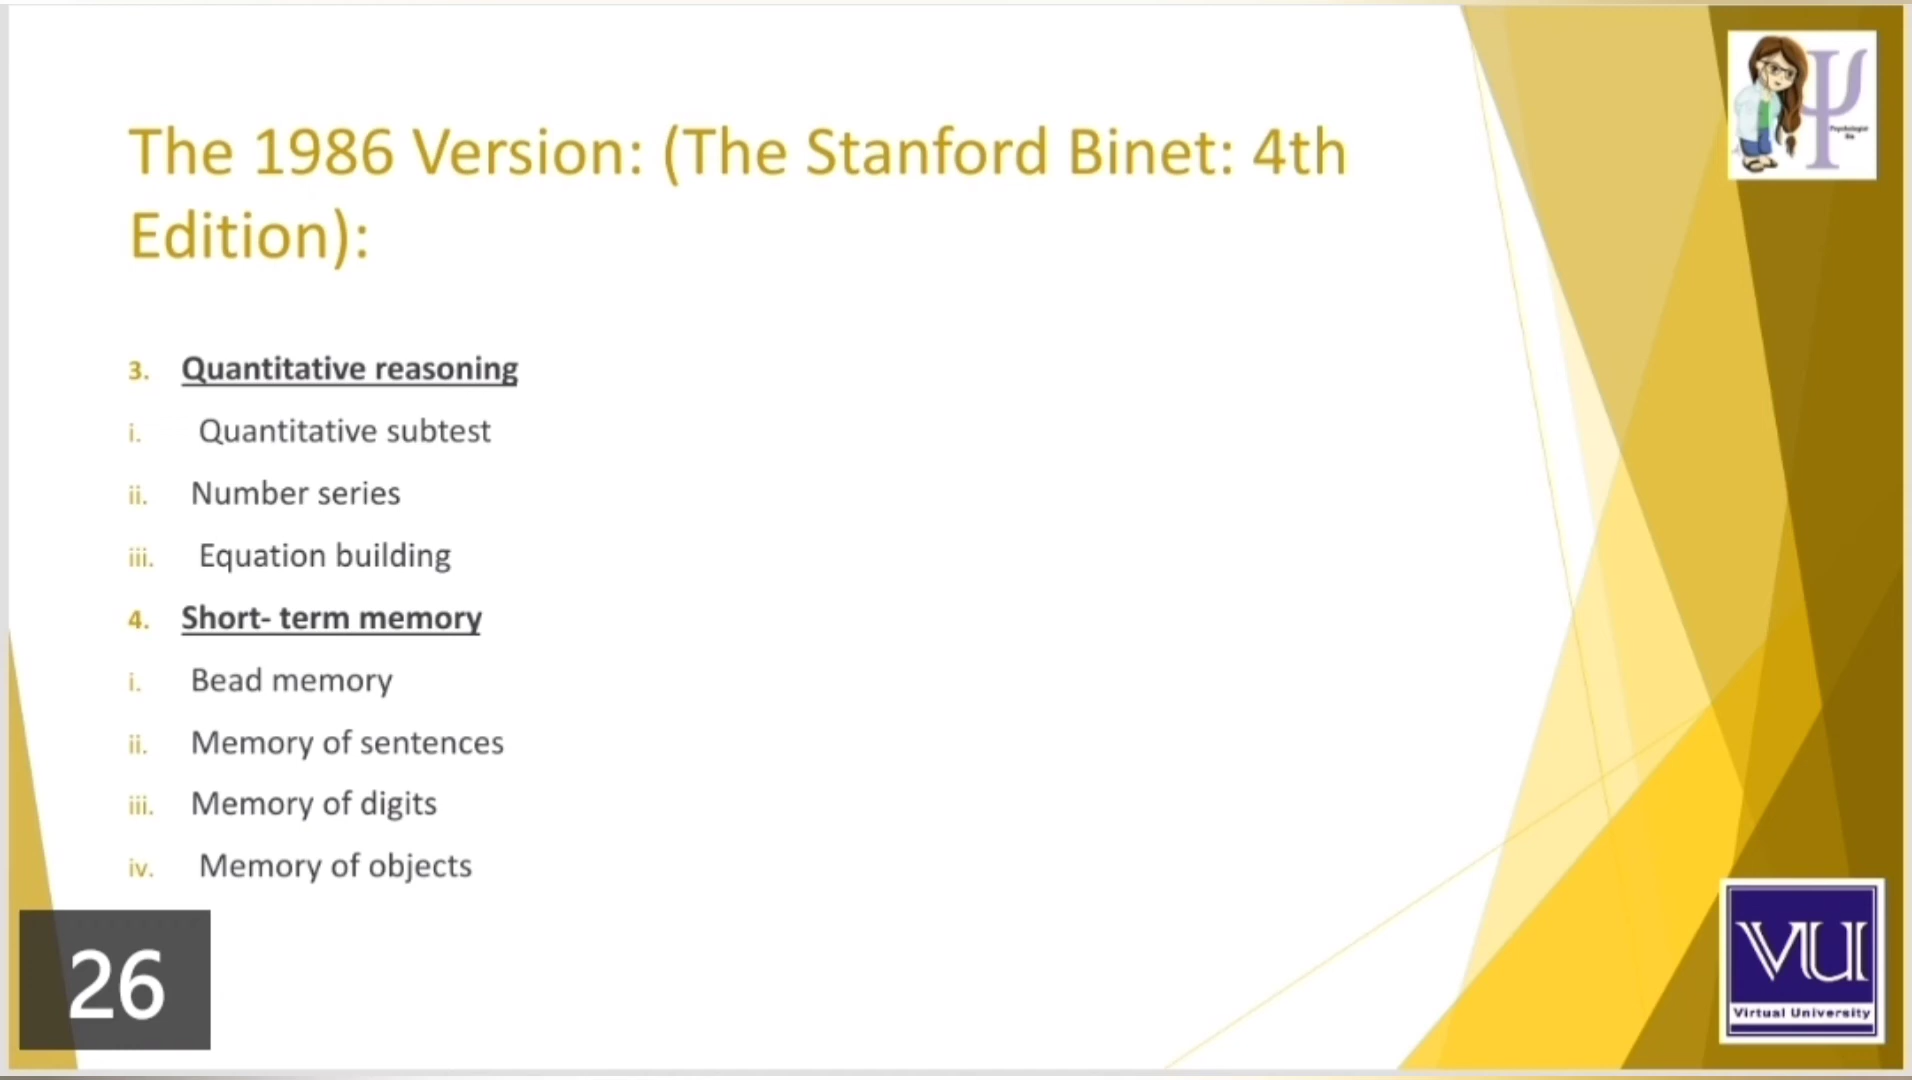 The 1986 Version: (The Stanford Binet: 4th
Edition):
3. Quantitative reasoning
i. Quantitative subtest
ii. Number series
iii. Equation building
4. Short- term memory
i. Bead memory
ii. Memory of sentences
iii. Memory of digits
iv. Memory of objects
26
VU
Virtual University